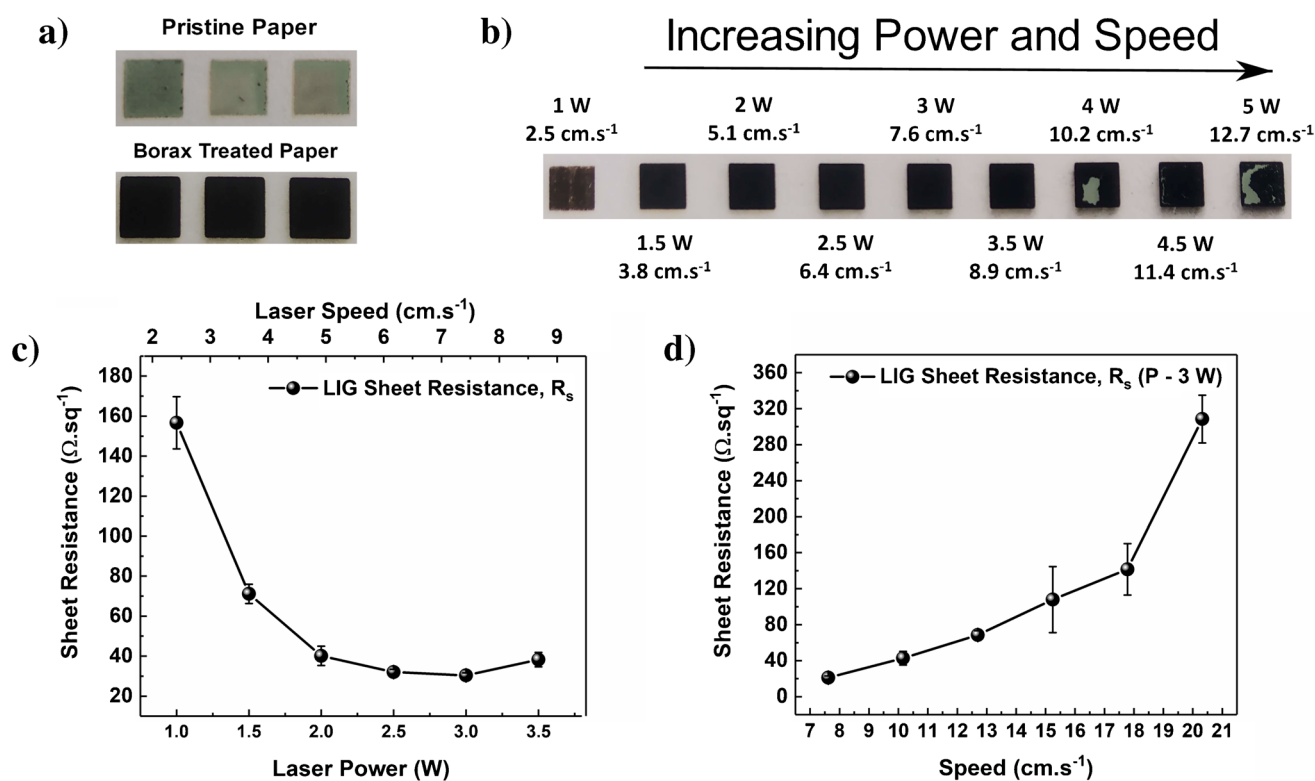 a)
Pristine Paper
Borax Treated Paper
b)
Increasing Power and Speed
1 W
2.5 cm.s⁻¹
2 W
5.1 cm.s⁻¹
3 W
7.6 cm.s⁻¹
4 W
10.2 cm.s⁻¹
5 W
12.7 cm.s⁻¹
1.5 W
3.8 cm.s⁻¹
2.5 W
6.4 cm.s⁻¹
3.5 W
8.9 cm.s⁻¹
4.5 W
11.4 cm.s⁻¹
c)
Laser Speed (cm.s⁻¹)
2 3 4 5 6 7 8 9
LIG Sheet Resistance, Rₛ
Sheet Resistance (Ω.sq⁻¹)
180
160
140
120
100
80
60
40
20
1.0 1.5 2.0 2.5 3.0 3.5
Laser Power (W)
d)
LIG Sheet Resistance, Rₛ (P - 3 W)
Sheet Resistance (Ω.sq⁻¹)
360
320
280
240
200
160
120
80
40
0
7 8 9 10 11 12 13 14 15 16 17 18 19 20 21
Speed (cm.s⁻¹)